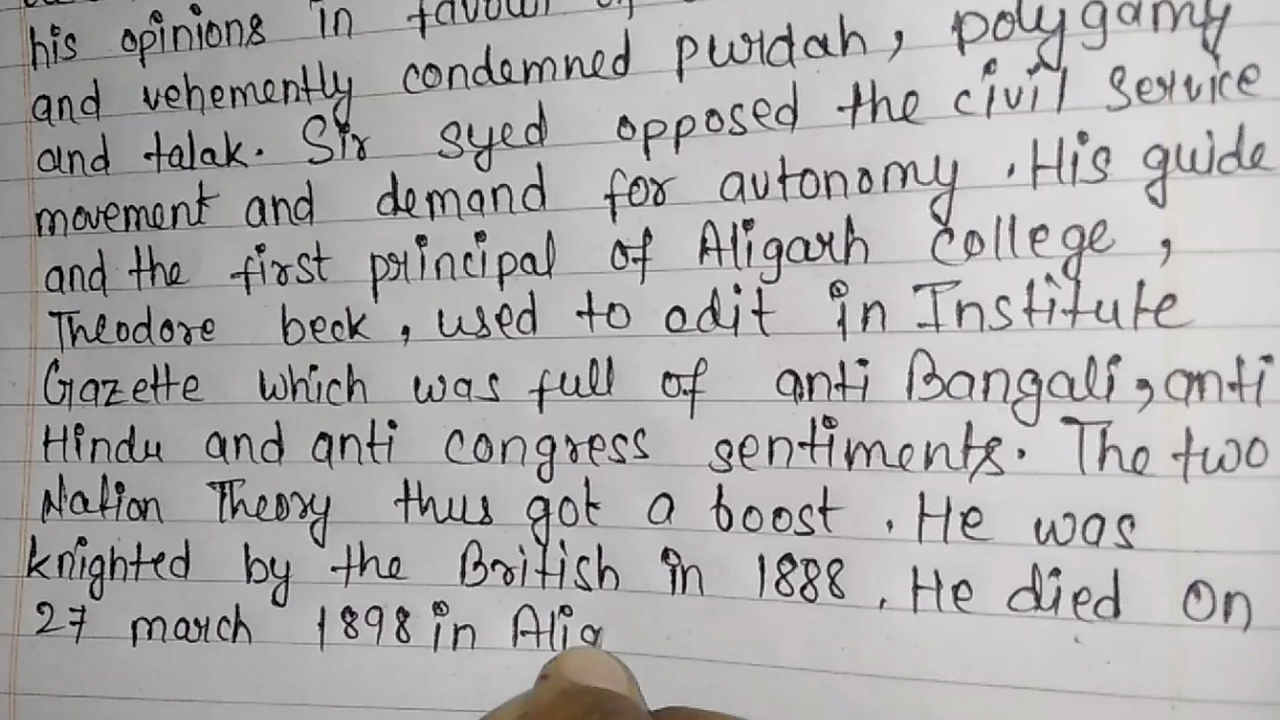 his opinions in favour of
and vehemently condemned purdah, polygamy
and talak. Sir syed opposed the civil service
movement and demand for autonomy. His guide
and the first principal of Aligarh college,
Theodore beck, used to edit in Institute
Gazette which was full of anti Bangali, anti
Hindu and anti congress sentiments. The two
Nation Theory thus got a boost. He was
knighted by the British in 1888. He died on
27 march 1898 in Alig